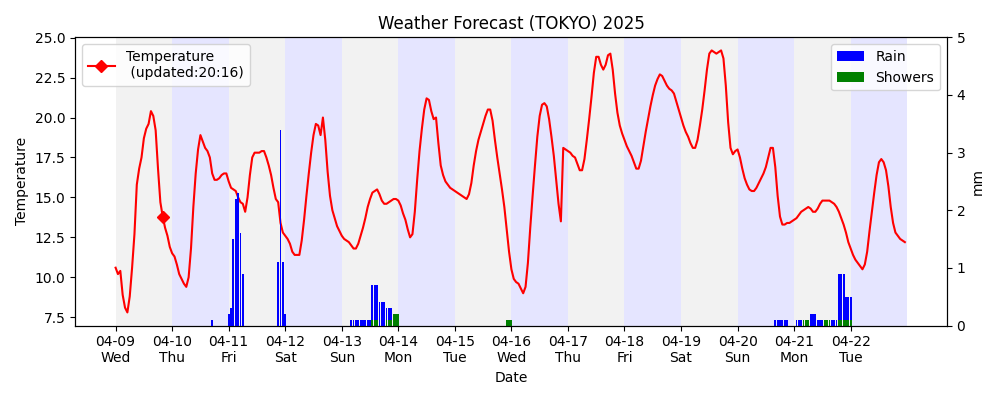 Weather Forecast (TOKYO) 2025
Temperature
(updated:20:16)
Rain
Showers
Temperature
25.0
22.5
20.0
17.5
15.0
12.5
10.0
7.5
5
4
3
2
1
0
mm
04-09 04-10 04-11 04-12 04-13 04-14 04-15 04-16 04-17 04-18 04-19 04-20 04-21 04-22
Wed Thu Fri Sat Sun Mon Tue Wed Thu Fri Sat Sun Mon Tue
Date